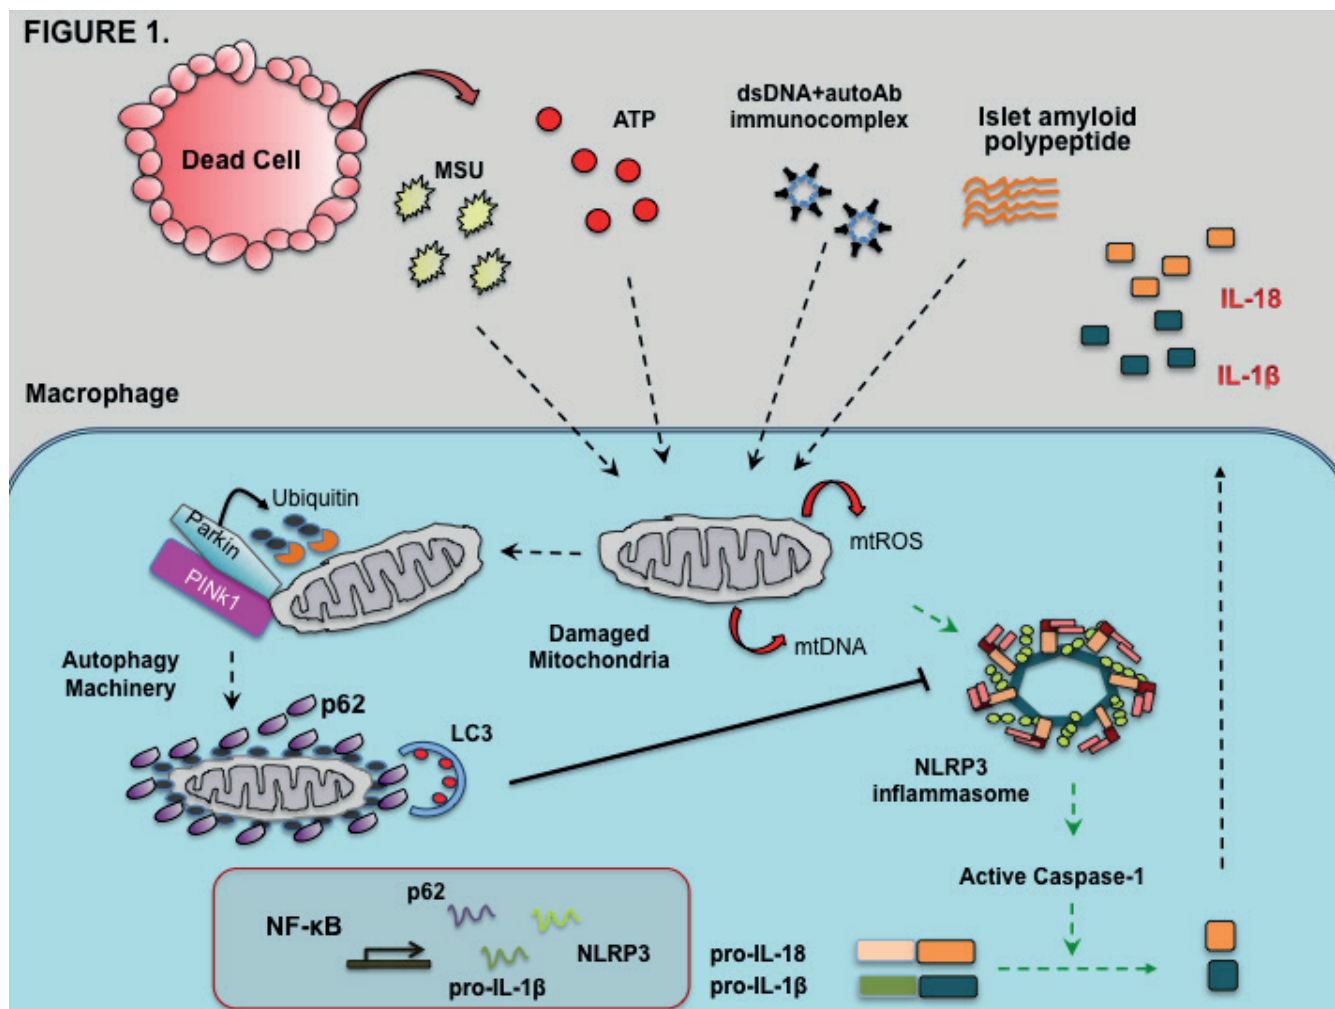 FIGURE 1.
Dead Cell
MSU
ATP
dsDNA+autoAb
immunocomplex
Islet amyloid
polypeptide
IL-18
IL-1β
Macrophage
Ubiquitin
Parkin
PINk1
mtROS
mtDNA
Damaged
Mitochondria
Autophagy
Machinery
p62
LC3
NLRP3
inflammasome
Active Caspase-1
NF-κB
p62
NLRP3
pro-IL-1β
pro-IL-18
pro-IL-1β